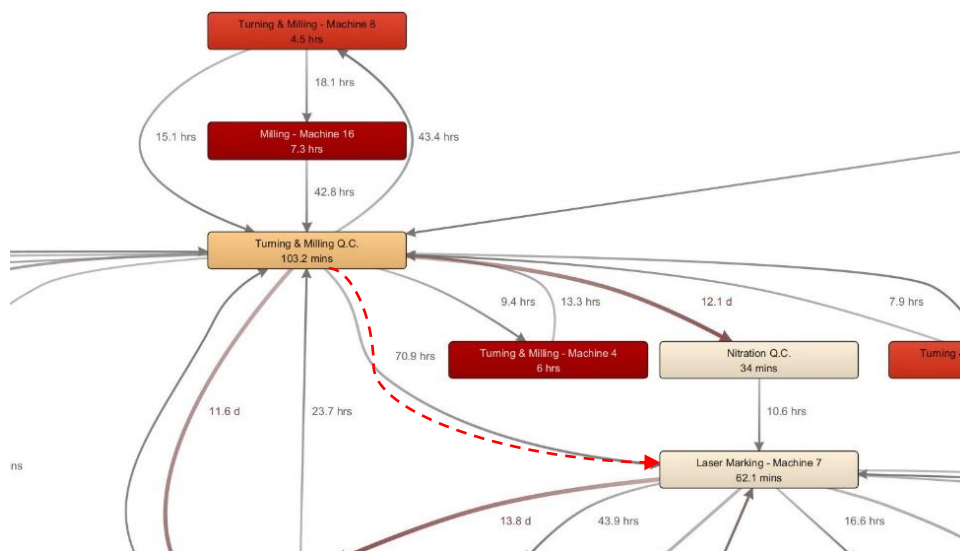 Turning & Milling - Machine 8
4.5 hrs
18.1 hrs
15.1 hrs
Milling - Machine 16
7.3 hrs
43.4 hrs
42.8 hrs
Turning & Milling Q.C.
103.2 mins
9.4 hrs
13.3 hrs
12.1 d
7.9 hrs
70.9 hrs
Turning & Milling - Machine 4
6 hrs
Nitration Q.C.
34 mins
Turning
11.6 d
23.7 hrs
10.6 hrs
ns
Laser Marking - Machine 7
62.1 mins
13.8 d
43.9 hrs
16.6 hrs